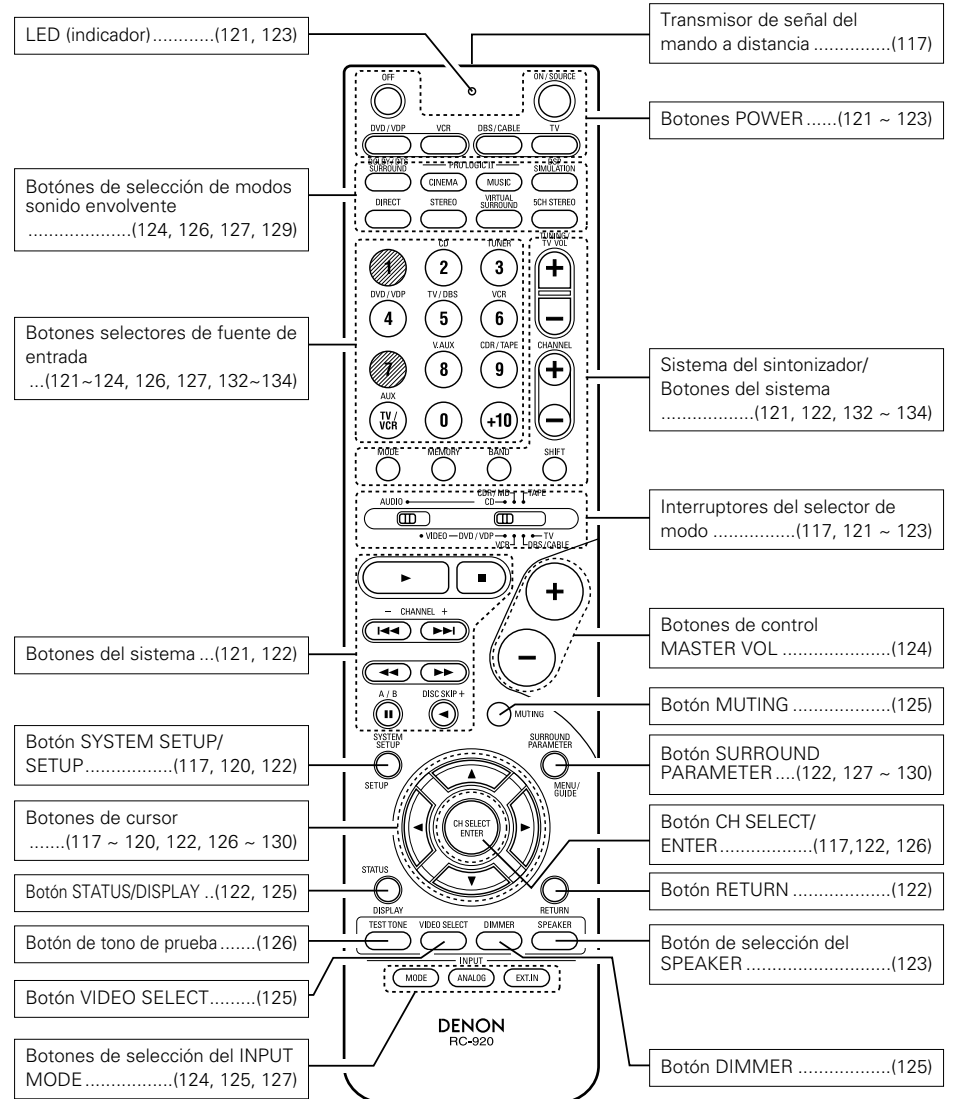 LED (indicador)............(121, 123)
Botónes de selección de modos
sonido envolvente
....................(124, 126, 127, 129)
Botones selectores de fuente de
entrada
...(121~124, 126, 127, 132~134)
Botones del sistema ...(121, 122)
Botón SYSTEM SETUP/
SETUP.................(117, 120, 122)
Botones de cursor
.......(117 ~ 120, 122, 126 ~ 130)
Botón STATUS/DISPLAY ..(122, 125)
Botón de tono de prueba.......(126)
Botón VIDEO SELECT.........(125)
Botones de selección del INPUT
MODE.................(124, 125, 127)
OFF
ON / SOURCE
DVD / VDP
VCR
DBS / CABLE
TV
DOLBY / DTS
SURROUND
PRO LOGIC II
CINEMA
MUSIC
DSP
SIMULATION
DIRECT
STEREO
VIRTUAL
SURROUND
5CH STEREO
CD
TUNER
TUNING /
TV VOL
1
2
3
+
−
DVD / VDP
TV / DBS
VCR
4
5
6
V.AUX
CDR / TAPE
CHANNEL
7
8
9
+
−
AUX
TV /
VCR
0
+10
MODE
MEMORY
BAND
SHIFT
AUDIO
CDR / MD
TAPE
CD
VIDEO
DVD / VDP
TV
VCR
DBS / CABLE
+
−
− CHANNEL +
A / B
DISC SKIP +
MUTING
SYSTEM
SETUP
SETUP
SURROUND
PARAMETER
MENU /
GUIDE
CH SELECT
ENTER
STATUS
DISPLAY
RETURN
TEST TONE
VIDEO SELECT
DIMMER
SPEAKER
INPUT
MODE
ANALOG
EXT.IN
DENON
RC-920
Transmisor de señal del
mando a distancia ...............(117)
Botones POWER......(121 ~ 123)
Sistema del sintonizador/
Botones del sistema
..................(121, 122, 132 ~ 134)
Interruptores del selector de
modo ................(117, 121 ~ 123)
Botones de control
MASTER VOL .....................(124)
Botón MUTING ...................(125)
Botón SURROUND
PARAMETER....(122, 127 ~ 130)
Botón CH SELECT/
ENTER..................(117,122, 126)
Botón RETURN ..................(122)
Botón de selección del
SPEAKER ...........................(123)
Botón DIMMER ..................(125)